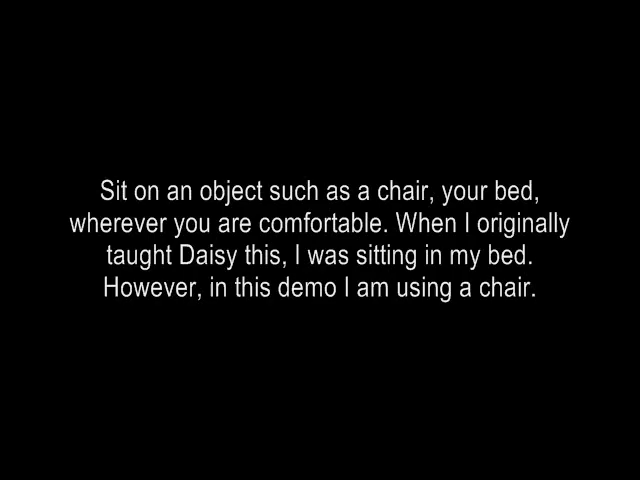 Sit on an object such as a chair, your bed,
wherever you are comfortable. When I originally
taught Daisy this, I was sitting in my bed.
However, in this demo I am using a chair.